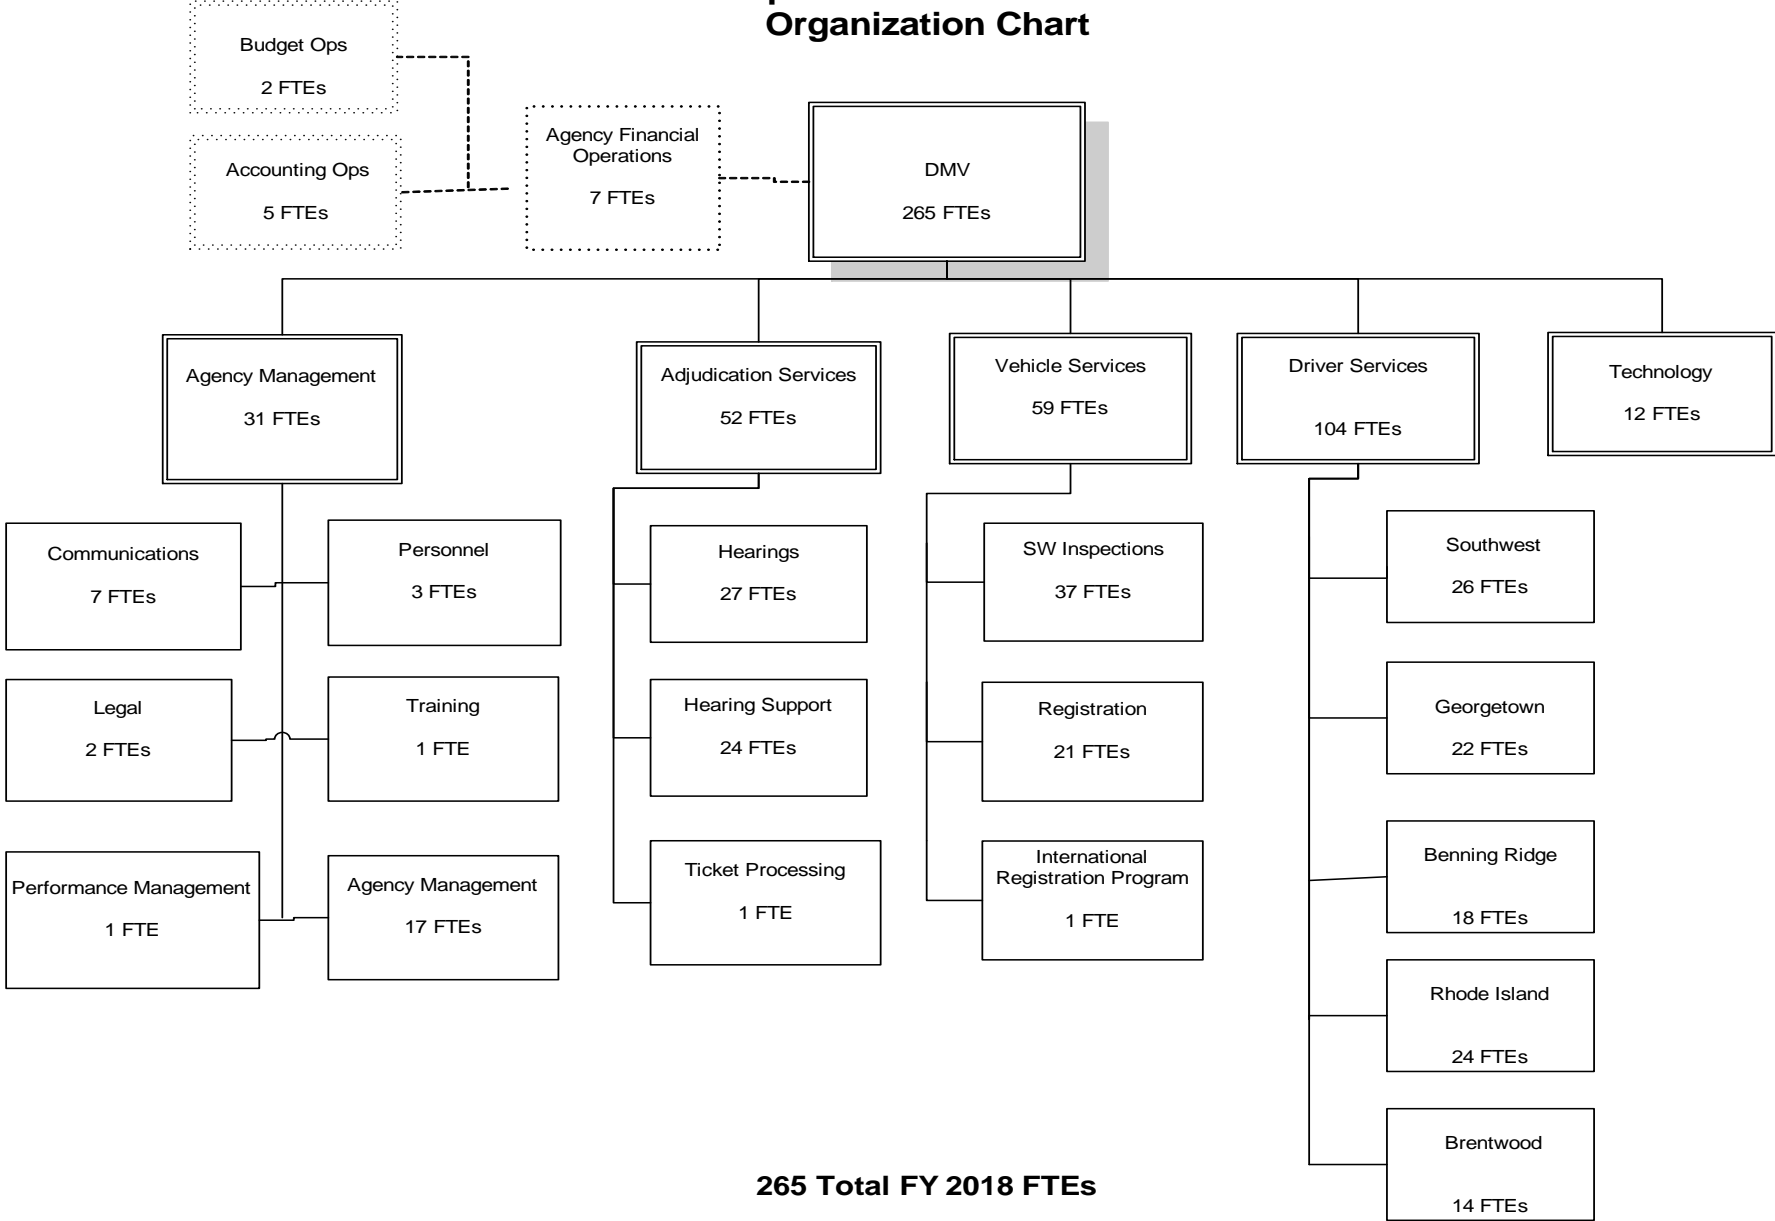 Organization Chart
Budget Ops
2 FTEs
Accounting Ops
5 FTEs
Agency Financial
Operations
7 FTEs
DMV
265 FTEs
Agency Management
31 FTEs
Adjudication Services
52 FTEs
Vehicle Services
59 FTEs
Driver Services
104 FTEs
Technology
12 FTEs
Communications
7 FTEs
Personnel
3 FTEs
Legal
2 FTEs
Training
1 FTE
Performance Management
1 FTE
Agency Management
17 FTEs
Hearings
27 FTEs
Hearing Support
24 FTEs
Ticket Processing
1 FTE
SW Inspections
37 FTEs
Registration
21 FTEs
International
Registration Program
1 FTE
Southwest
26 FTEs
Georgetown
22 FTEs
Benning Ridge
18 FTEs
Rhode Island
24 FTEs
Brentwood
14 FTEs
265 Total FY 2018 FTEs